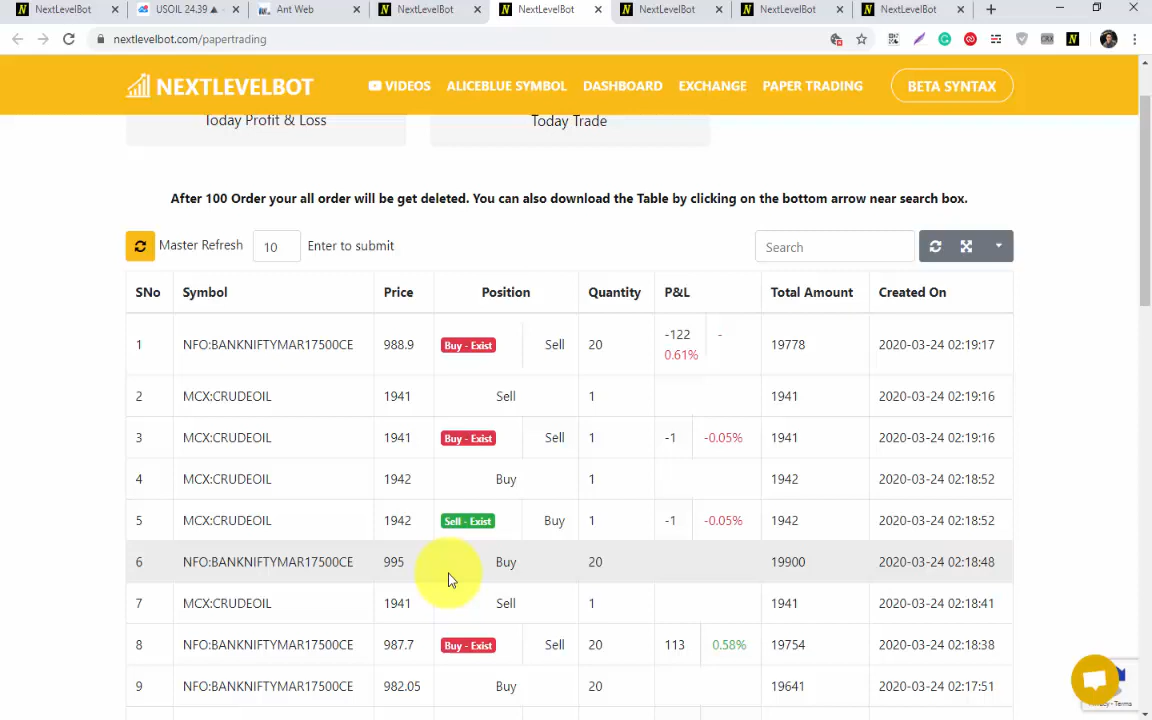 NextLevelBot
USOIL 24.39 ▲
Ant Web
NextLevelBot
NextLevelBot
NextLevelBot
NextLevelBot
NextLevelBot
nextlevelbot.com/papertrading
NEXTLEVELBOT
VIDEOS
ALICEBLUE SYMBOL
DASHBOARD
EXCHANGE
PAPER TRADING
BETA SYNTAX
Today Profit & Loss
Today Trade
After 100 Order your all order will be get deleted. You can also download the Table by clicking on the bottom arrow near search box.
Master Refresh 10 Enter to submit
Search
SNo Symbol Price Position Quantity P&L Total Amount Created On
1 NFO:BANKNIFTYMAR17500CE 988.9 Buy - Exist Sell 20 -122 - 0.61% 19778 2020-03-24 02:19:17
2 MCX:CRUDEOIL 1941 Sell 1 1941 2020-03-24 02:19:16
3 MCX:CRUDEOIL 1941 Buy - Exist Sell 1 -1 -0.05% 1941 2020-03-24 02:19:16
4 MCX:CRUDEOIL 1942 Buy 1 1942 2020-03-24 02:18:52
5 MCX:CRUDEOIL 1942 Sell - Exist Buy 1 -1 -0.05% 1942 2020-03-24 02:18:52
6 NFO:BANKNIFTYMAR17500CE 995 Buy 20 19900 2020-03-24 02:18:48
7 MCX:CRUDEOIL 1941 Sell 1 1941 2020-03-24 02:18:41
8 NFO:BANKNIFTYMAR17500CE 987.7 Buy - Exist Sell 20 113 0.58% 19754 2020-03-24 02:18:38
9 NFO:BANKNIFTYMAR17500CE 982.05 Buy 20 19641 2020-03-24 02:17:51